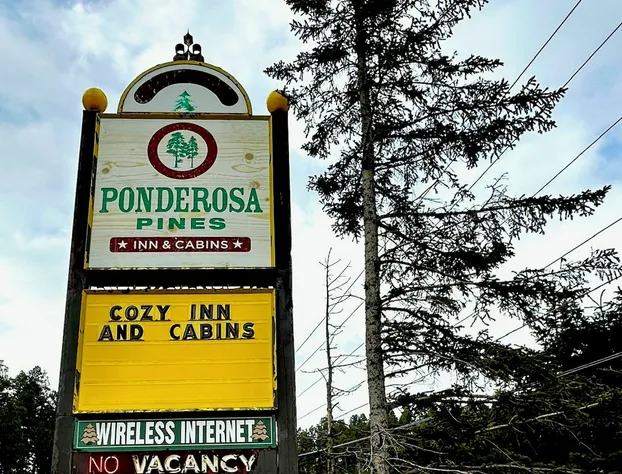 PONDEROSA
PINES
INN & CABINS
COZY INN
AND CABINS
WIRELESS INTERNET
NO VACANCY